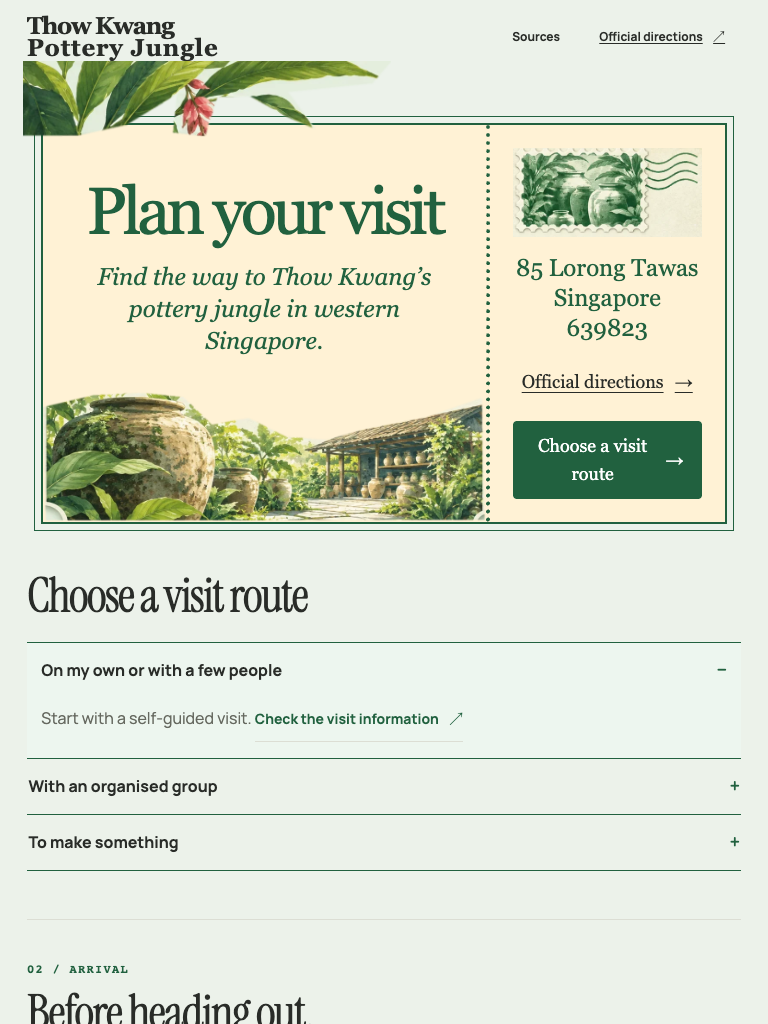 Thow Kwang
Pottery Jungle
Sources
Official directions ↗
Plan your visit
Find the way to Thow Kwang’s
pottery jungle in western
Singapore.
85 Lorong Tawas
Singapore
639823
Official directions →
Choose a visit
route →
Choose a visit route
On my own or with a few people −
Start with a self-guided visit. Check the visit information ↗
With an organised group +
To make something +
02 / ARRIVAL
Before heading out